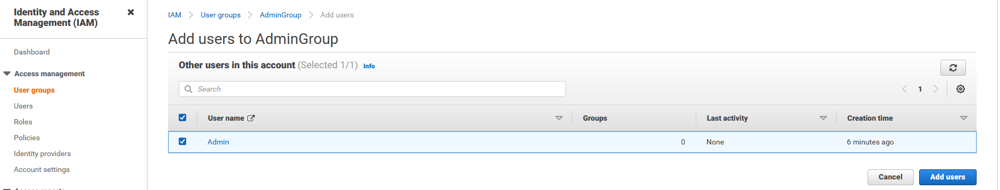 Identity and Access
Management (IAM)
Dashboard
Access management
User groups
Users
Roles
Policies
Identity providers
Account settings
IAM User groups AdminGroup Add users
Add users to AdminGroup
Other users in this account (Selected 1/1) Info
Search
1
User name Groups Last activity Creation time
Admin 0 None 6 minutes ago
Cancel Add users